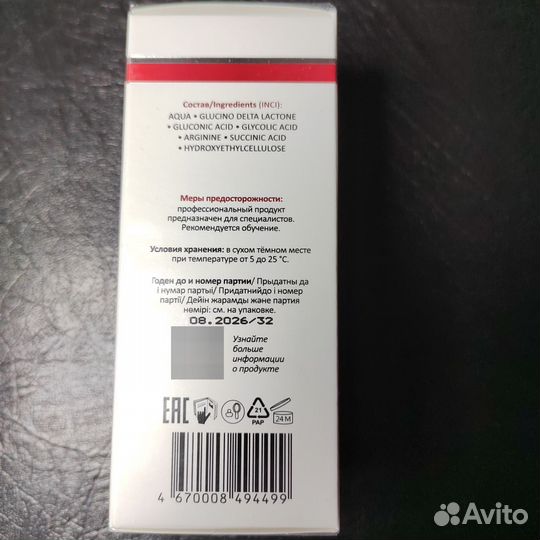 Состав/Ingredients (INCI):
AQUA • GLUCINO DELTA LACTONE
• GLUCONIC ACID • GLYCOLIC ACID
• ARGININE • SUCCINIC ACID
• HYDROXYETHYLCELLULOSE
Меры предосторожности:
профессиональный продукт
предназначен для специалистов.
Рекомендуется обучение.
Условия хранения: в сухом тёмном месте
при температуре от 5 до 25 °C.
Годен до и номер партии/ Прыдатны да
і нумар партыі/ Придатнийдо і номер
партії/ Дейін жарамды және партия
нөмірі: см. на упаковке.
08.2026/32
Узнайте
больше
информации
о продукте
EAC
21
PAP
24 M
4 670008 494499
Avito